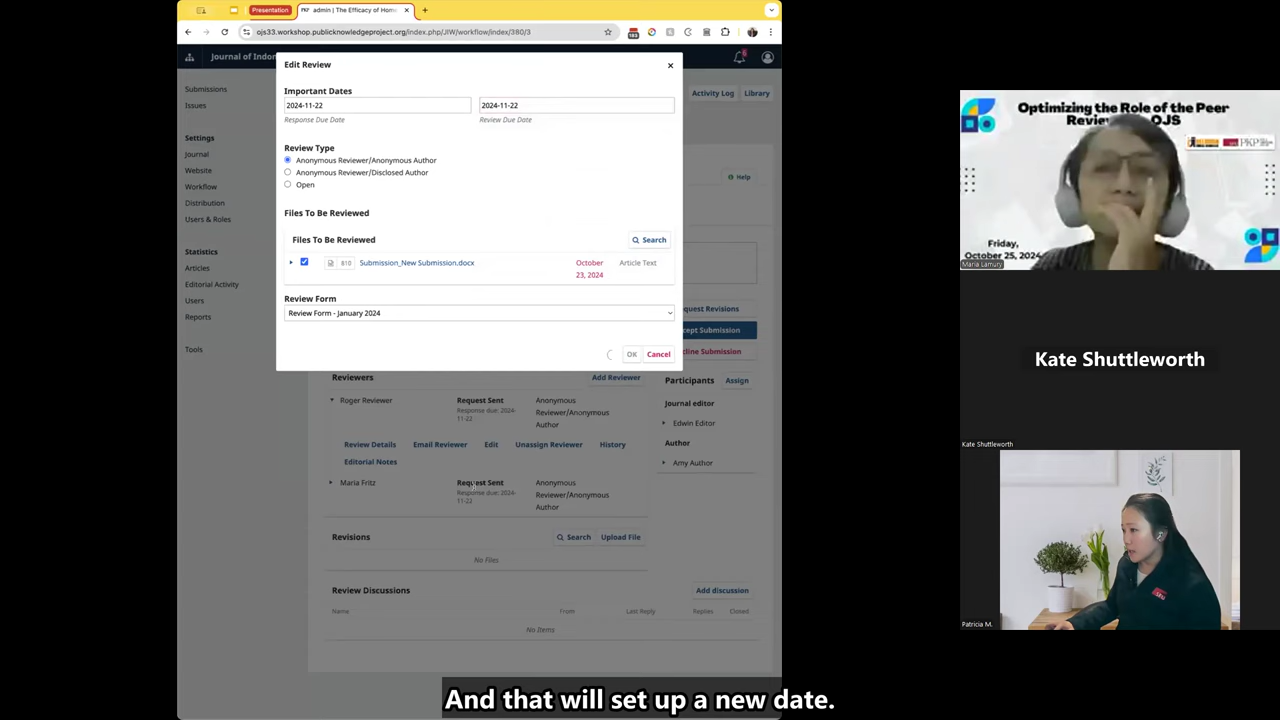 Presentation
admin | The Efficacy of Hom
ojs33.workshop.publicknowledgeproject.org/index.php/JIW/workflow/index/380/3
183
Journal of Indon
6
Submissions
Issues
Settings
Journal
Website
Workflow
Distribution
Users & Roles
Statistics
Articles
Editorial Activity
Users
Reports
Tools
Activity Log
Library
Help
Edit Review
Important Dates
2024-11-22
2024-11-22
Response Due Date
Review Due Date
Review Type
Anonymous Reviewer/Anonymous Author
Anonymous Reviewer/Disclosed Author
Open
Files To Be Reviewed
Files To Be Reviewed
Search
810
Submission_New Submission.docx
October
23, 2024
Article Text
Review Form
Review Form - January 2024
OK
Cancel
quest Revisions
cept Submission
cline Submission
Reviewers
Add Reviewer
Roger Reviewer
Request Sent
Response due: 2024-
11-22
Anonymous
Reviewer/Anonymous
Author
Review Details
Email Reviewer
Edit
Unassign Reviewer
History
Editorial Notes
Maria Fritz
Request Sent
Response due: 2024-
11-22
Anonymous
Reviewer/Anonymous
Author
Participants
Assign
Journal editor
Edwin Editor
Author
Amy Author
Revisions
Search
Upload File
No Files
Review Discussions
Add discussion
Name
From
Last Reply
Replies
Closed
No Items
Optimizing the Role of the Peer
Revie
OJS
PKP
Friday,
October 25, 2024
Maria Lamury
Kate Shuttleworth
Kate Shuttleworth
Patricia M.
And that will set up a new date.